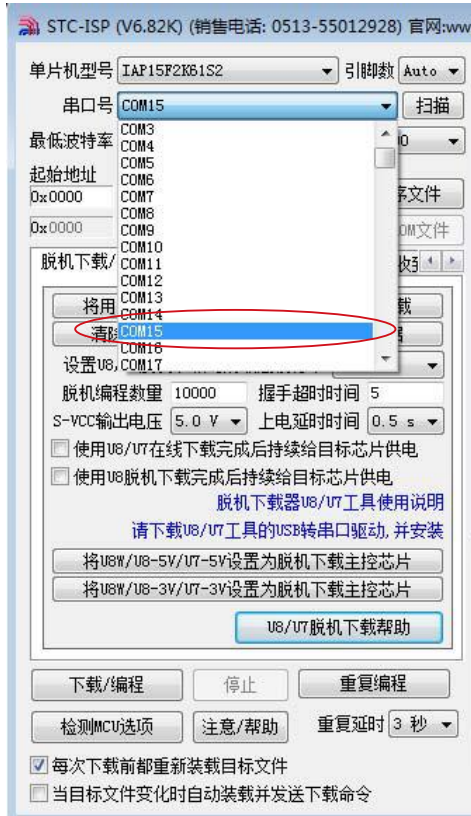 STC-ISP (V6.82K) (销售电话: 0513-55012928) 官网:ww
单片机型号 IAP15F2K61S2 引脚数 Auto
串口号 COM15 扫描
最低波特率
COM3
COM4
COM5
COM6
COM7
COM8
COM9
COM10
COM11
COM12
COM13
COM14
COM15
COM16
COM17
起始地址
0x0000 序文件
0x0000 OM文件
脱机下载/ 收到
将用 载
清除
设置U8,
脱机编程数量 10000 握手超时时间 5
S-VCC输出电压 5.0 V 上电延时时间 0.5 s
使用U8/U7在线下载完成后持续给目标芯片供电
使用U8脱机下载完成后持续给目标芯片供电
脱机下载器U8/U7工具使用说明
请下载U8/U7工具的USB转串口驱动,并安装
将U8W/U8-5V/U7-5V设置为脱机下载主控芯片
将U8W/U8-3V/U7-3V设置为脱机下载主控芯片
U8/U7脱机下载帮助
下载/编程 停止 重复编程
检测MCU选项 注意/帮助 重复延时 3 秒
每次下载前都重新装载目标文件
当目标文件变化时自动装载并发送下载命令